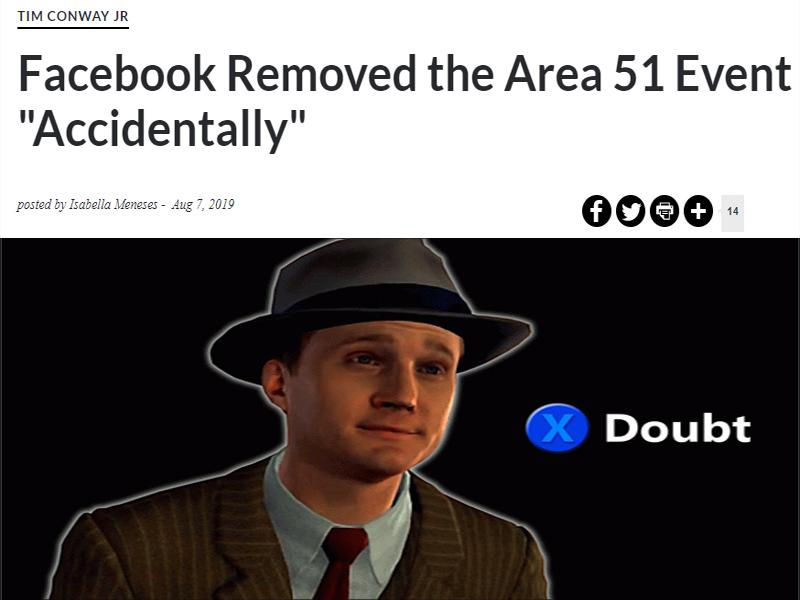 TIM CONWAY JR
Facebook Removed the Area 51 Event
"Accidentally"
posted by Isabella Meneses - Aug 7, 2019
14
X Doubt